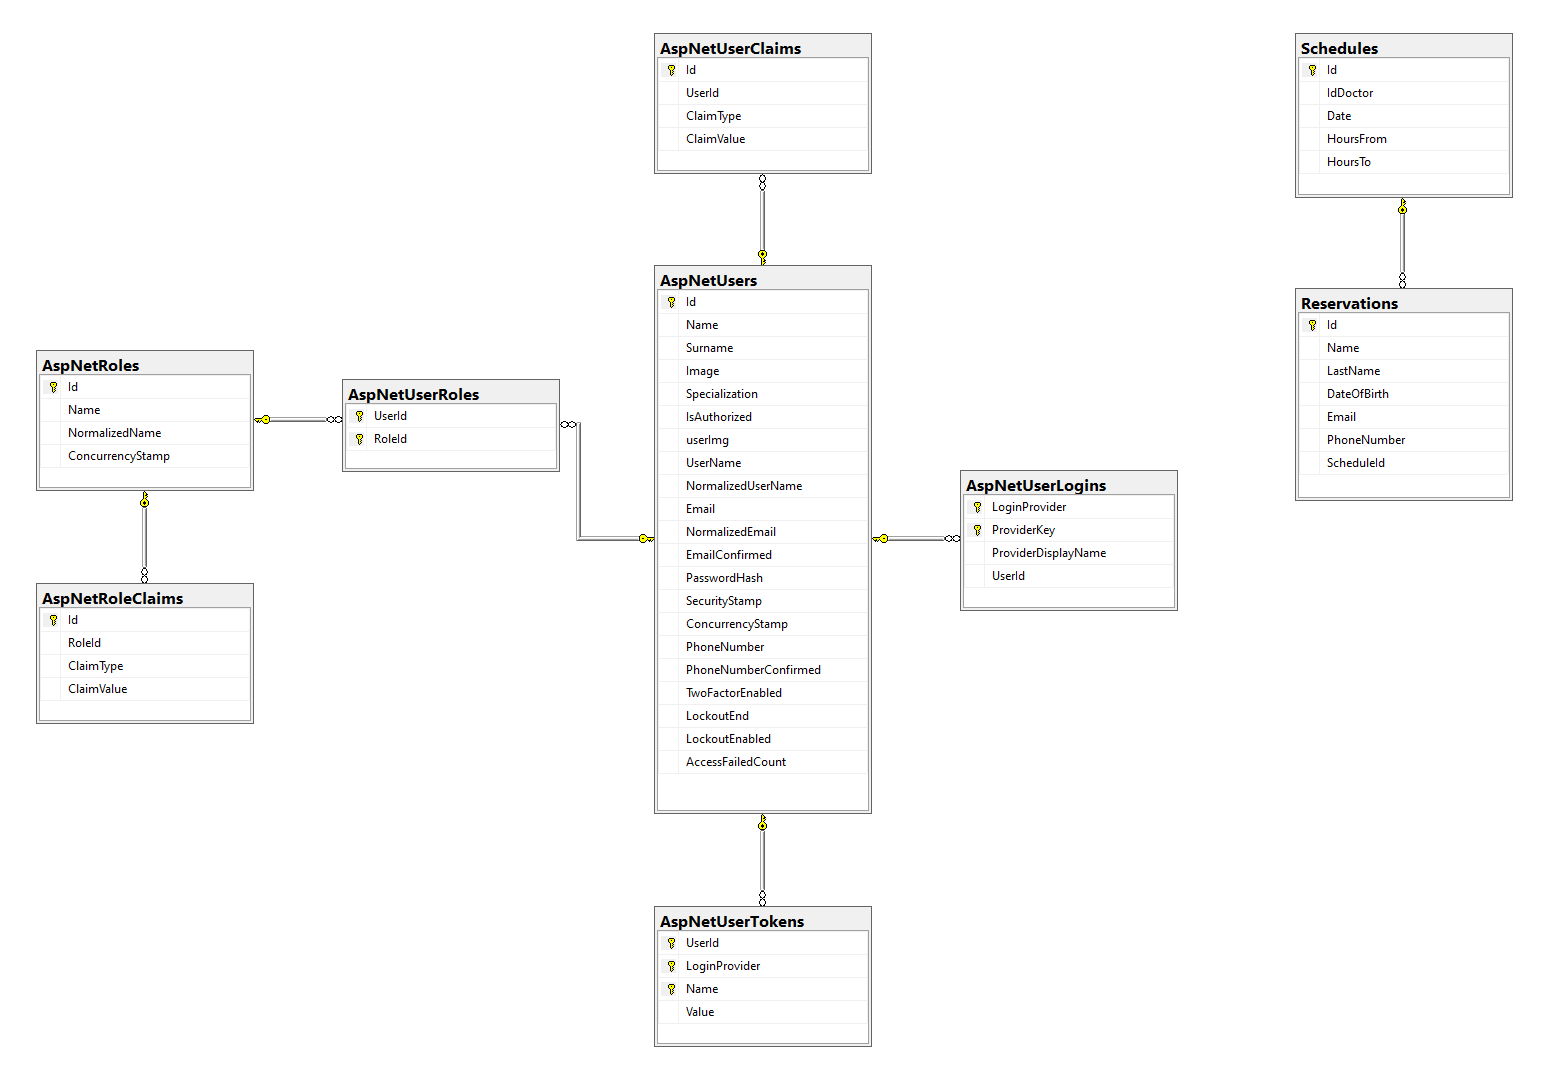 AspNetUserClaims
Id
UserId
ClaimType
ClaimValue
Schedules
Id
IdDoctor
Date
HoursFrom
HoursTo
AspNetUsers
Id
Name
Surname
Image
Specialization
IsAuthorized
userImg
UserName
NormalizedUserName
Email
NormalizedEmail
EmailConfirmed
PasswordHash
SecurityStamp
ConcurrencyStamp
PhoneNumber
PhoneNumberConfirmed
TwoFactorEnabled
LockoutEnd
LockoutEnabled
AccessFailedCount
Reservations
Id
Name
LastName
DateOfBirth
Email
PhoneNumber
ScheduleId
AspNetRoles
Id
Name
NormalizedName
ConcurrencyStamp
AspNetUserRoles
UserId
RoleId
AspNetUserLogins
LoginProvider
ProviderKey
ProviderDisplayName
UserId
AspNetRoleClaims
Id
RoleId
ClaimType
ClaimValue
AspNetUserTokens
UserId
LoginProvider
Name
Value